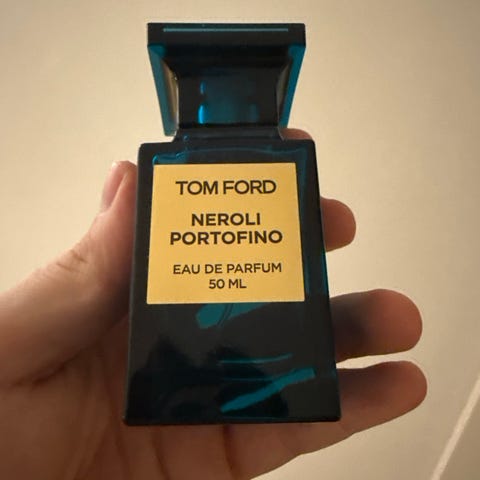 TOM FORD
NEROLI
PORTOFINO
EAU DE PARFUM
50 ML